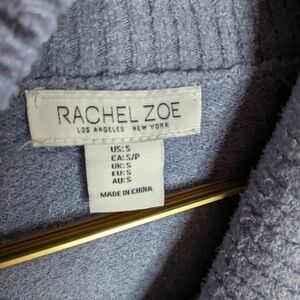 RACHEL ZOE
LOS ANGELES NEW YORK
US:S
CA:S/P
UK:S
EU:S
AU:S
MADE IN CHINA